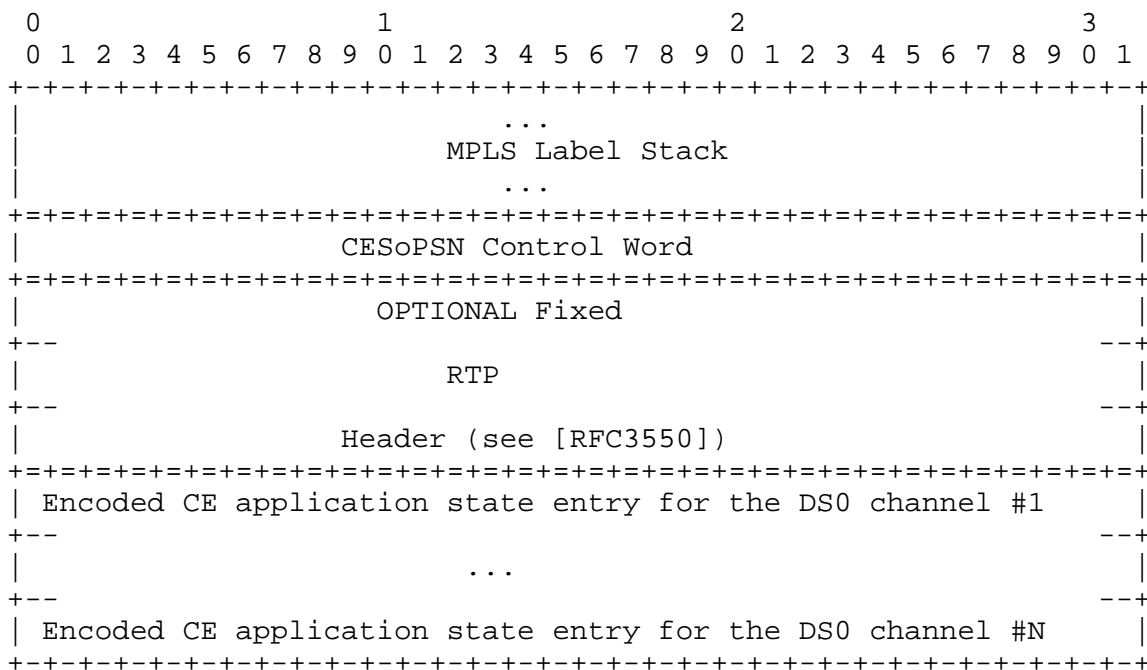 0                   1                   2                   3
 0 1 2 3 4 5 6 7 8 9 0 1 2 3 4 5 6 7 8 9 0 1 2 3 4 5 6 7 8 9 0 1
+-+-+-+-+-+-+-+-+-+-+-+-+-+-+-+-+-+-+-+-+-+-+-+-+-+-+-+-+-+-+-+-+
|                           ...                                 |
|                        MPLS Label Stack                       |
|                           ...                                 |
+=+=+=+=+=+=+=+=+=+=+=+=+=+=+=+=+=+=+=+=+=+=+=+=+=+=+=+=+=+=+=+=+
|                  CESoPSN Control Word                         |
+=+=+=+=+=+=+=+=+=+=+=+=+=+=+=+=+=+=+=+=+=+=+=+=+=+=+=+=+=+=+=+=+
|                    OPTIONAL Fixed                             |
+--                                                           --+
|                        RTP                                    |
+--                                                           --+
|                  Header (see [RFC3550])                       |
+=+=+=+=+=+=+=+=+=+=+=+=+=+=+=+=+=+=+=+=+=+=+=+=+=+=+=+=+=+=+=+=+
| Encoded CE application state entry for the DS0 channel #1     |
+--                                                           --+
|                         ...                                   |
+--                                                           --+
| Encoded CE application state entry for the DS0 channel #N     |
+-+-+-+-+-+-+-+-+-+-+-+-+-+-+-+-+-+-+-+-+-+-+-+-+-+-+-+-+-+-+-+-+